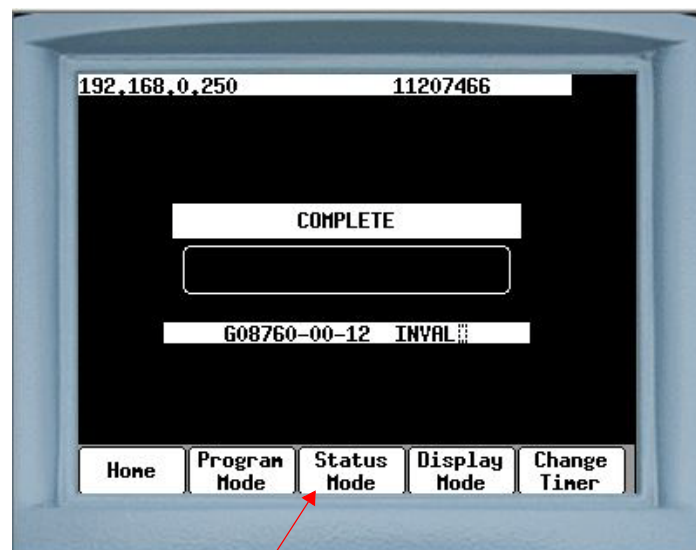 192.168.0.250 11207466
COMPLETE
G08760-00-12 INVAL
Home Program Mode Status Mode Display Mode Change Timer